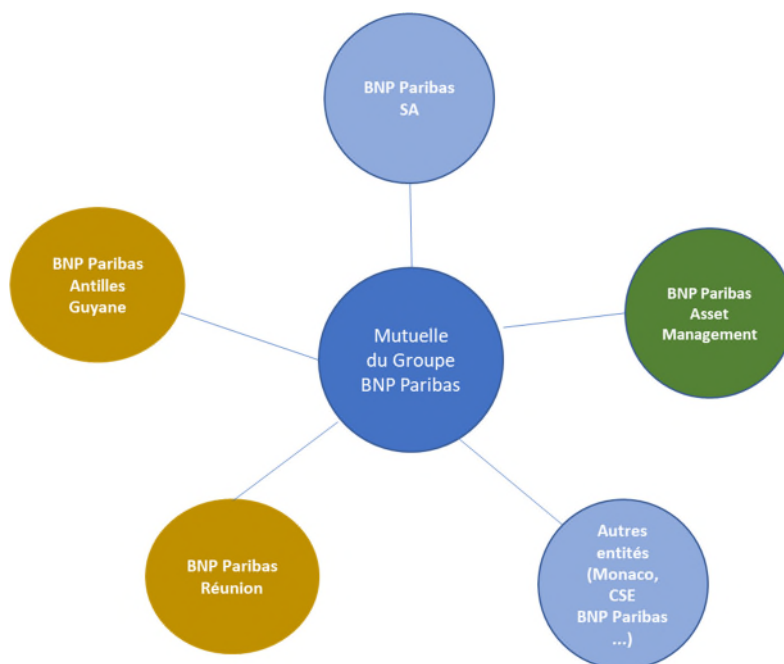 BNP Paribas
SA
BNP Paribas
Antilles
Guyane
BNP Paribas
Asset
Management
Mutuelle
du Groupe
BNP Paribas
BNP Paribas
Réunion
Autres
entités
(Monaco,
CSE
BNP Paribas
...)